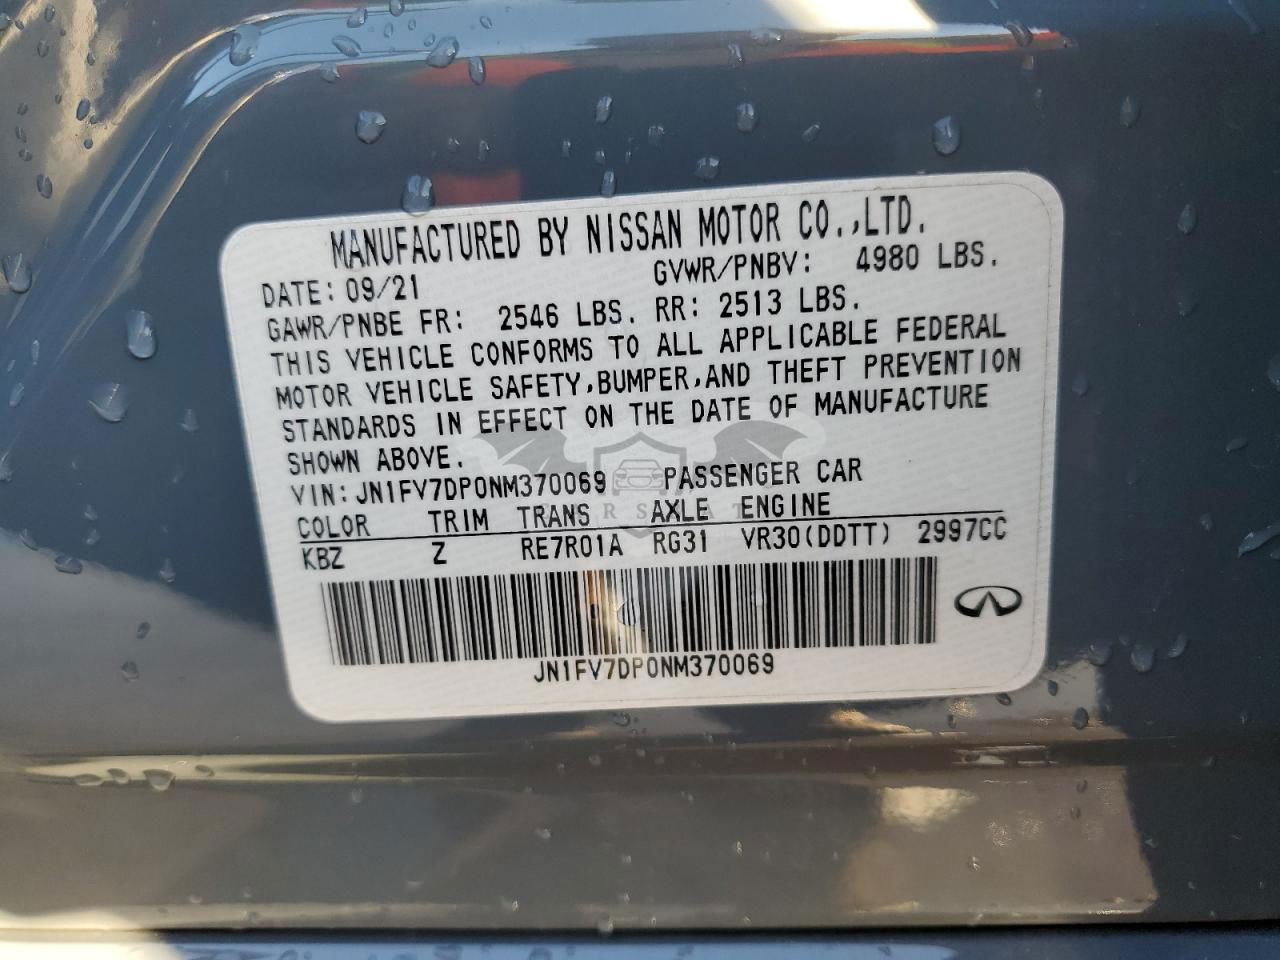 MANUFACTURED BY NISSAN MOTOR CO.,LTD.
DATE: 09/21 GVWR/PNBV: 4980 LBS.
GAWR/PNBE FR: 2546 LBS. RR: 2513 LBS.
THIS VEHICLE CONFORMS TO ALL APPLICABLE FEDERAL
MOTOR VEHICLE SAFETY,BUMPER,AND THEFT PREVENTION
STANDARDS IN EFFECT ON THE DATE OF MANUFACTURE
SHOWN ABOVE.
VIN: JN1FV7DP0NM370069 PASSENGER CAR
COLOR TRIM TRANS AXLE ENGINE
KBZ Z RE7R01A RG31 VR30(DDTT) 2997CC
JN1FV7DP0NM370069